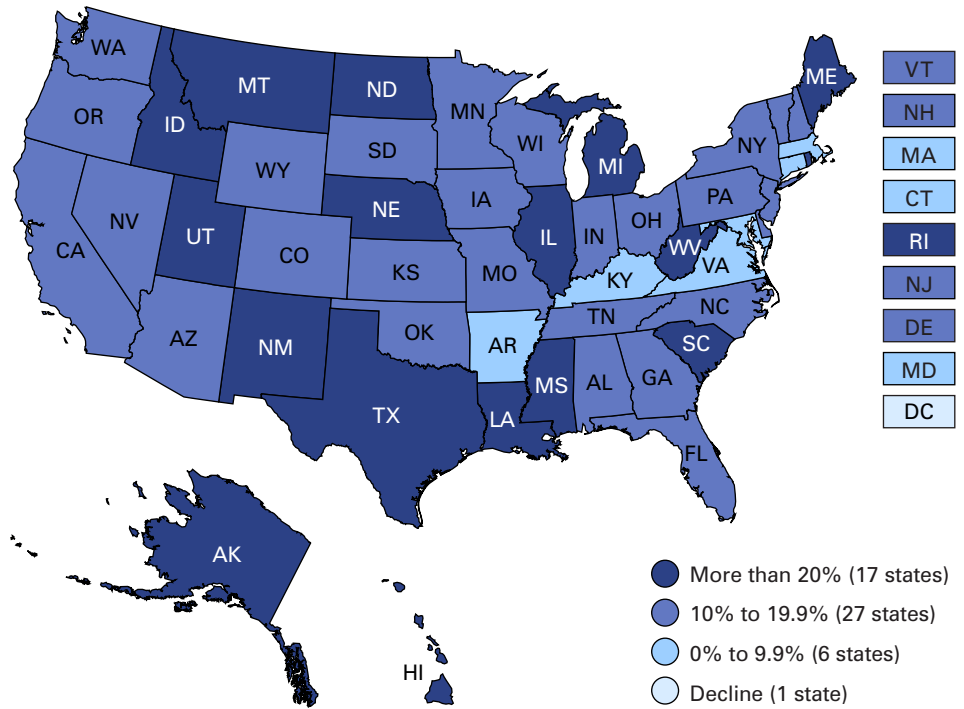 WA
MT
ND
MN
ME
VT
OR
ID
SD
WI
NY
NH
WY
MI
MA
NE
IA
PA
CT
NV
UT
CO
IL
IN
OH
WV
RI
CA
KS
MO
KY
VA
NJ
AZ
NM
OK
AR
TN
NC
DE
TX
LA
MS
AL
GA
SC
MD
FL
DC
AK
HI
More than 20% (17 states)
10% to 19.9% (27 states)
0% to 9.9% (6 states)
Decline (1 state)